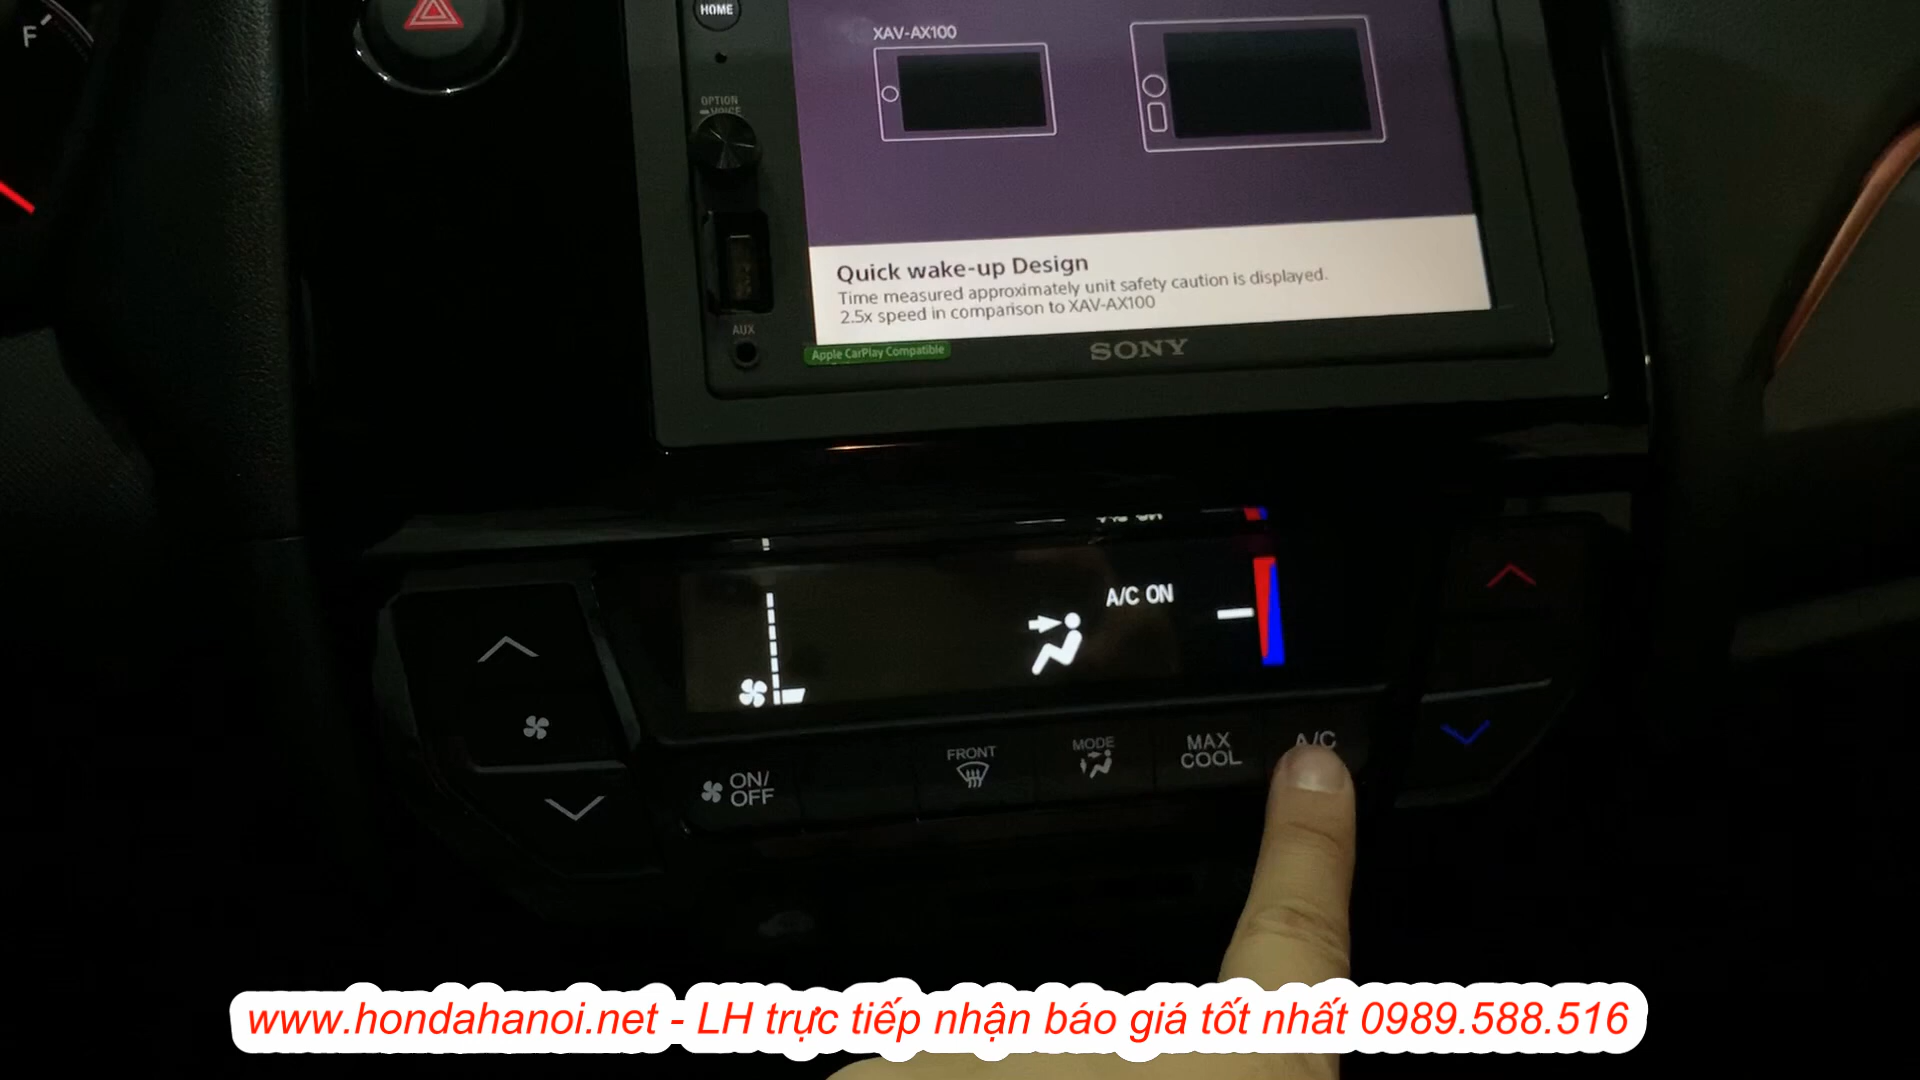 F
HOME
XAV-AX100
OPTION
VOICE
Quick wake-up Design
Time measured approximately unit safety caution is displayed.
2.5x speed in comparison to XAV-AX100
AUX
Apple CarPlay Compatible
SONY
A/C ON
ON/
OFF
FRONT
MODE
MAX
COOL
A/C
www.hondahanoi.net - LH trực tiếp nhận báo giá tốt nhất 0989.588.516